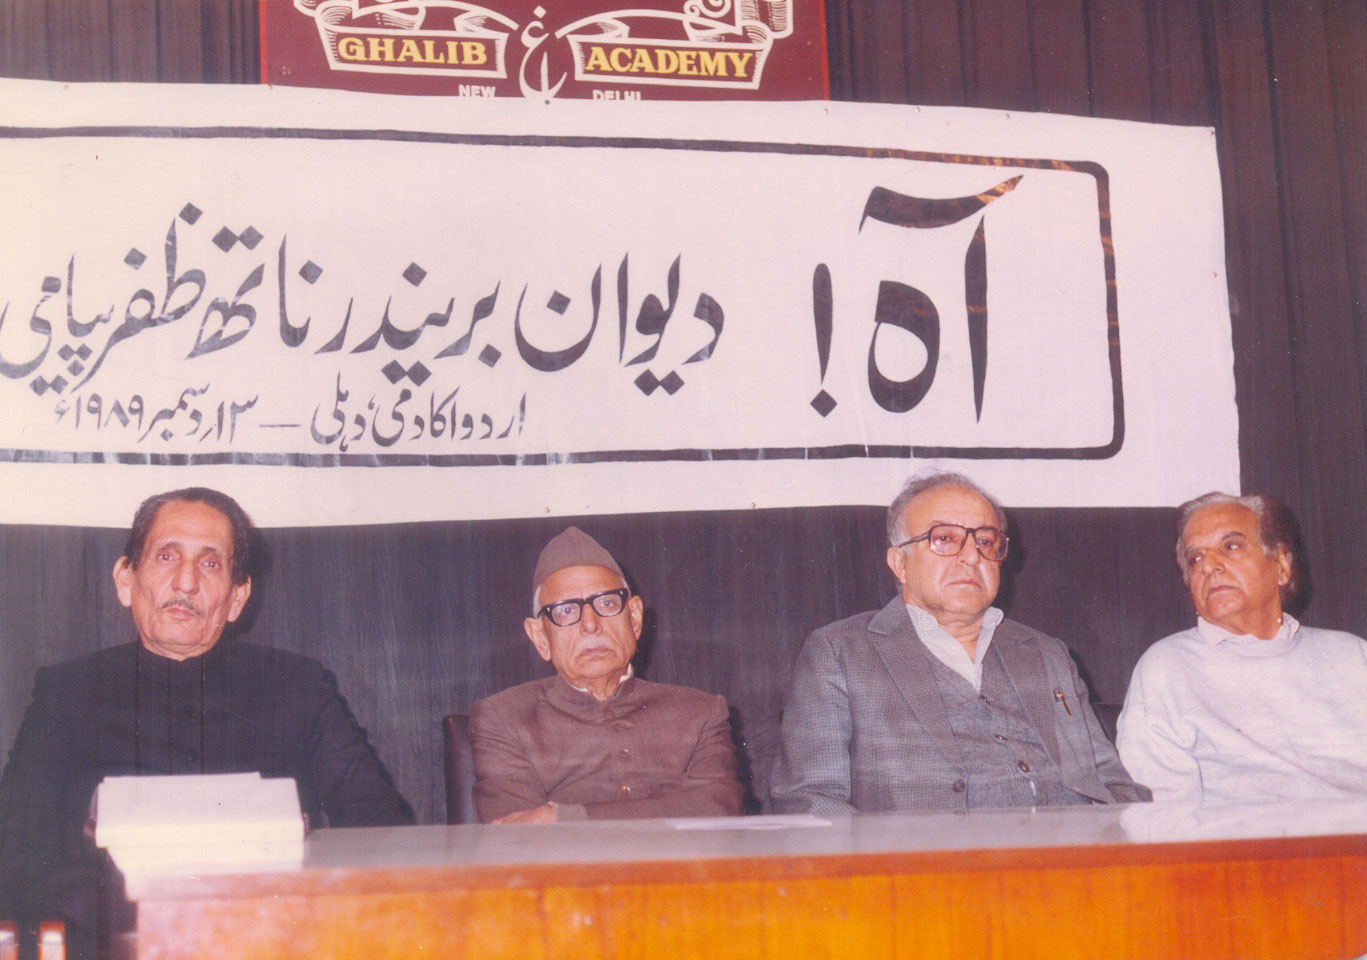 GHALIB غ ACADEMY
NEW DELHI
آہ! دیوان بریندر ناتھ ظفر پیامی
اردو اکادمی، دہلی — ۱۳ دسمبر ۱۹۸۹ء